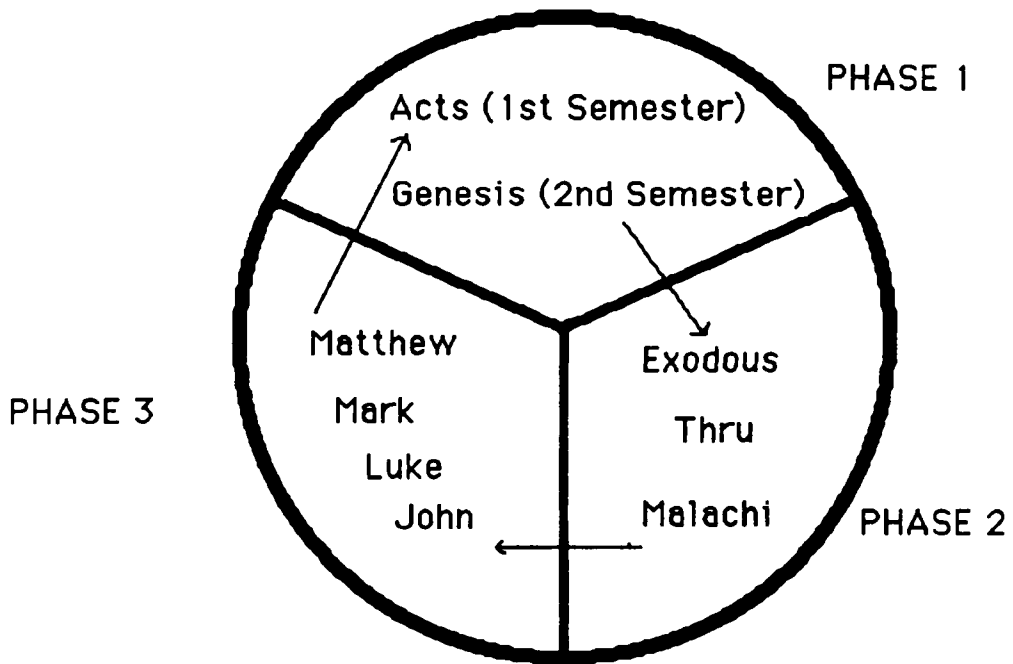 PHASE 1
Acts (1st Semester)
Genesis (2nd Semester)
PHASE 2
Exodous
Thru
Malachi
PHASE 3
Matthew
Mark
Luke
John